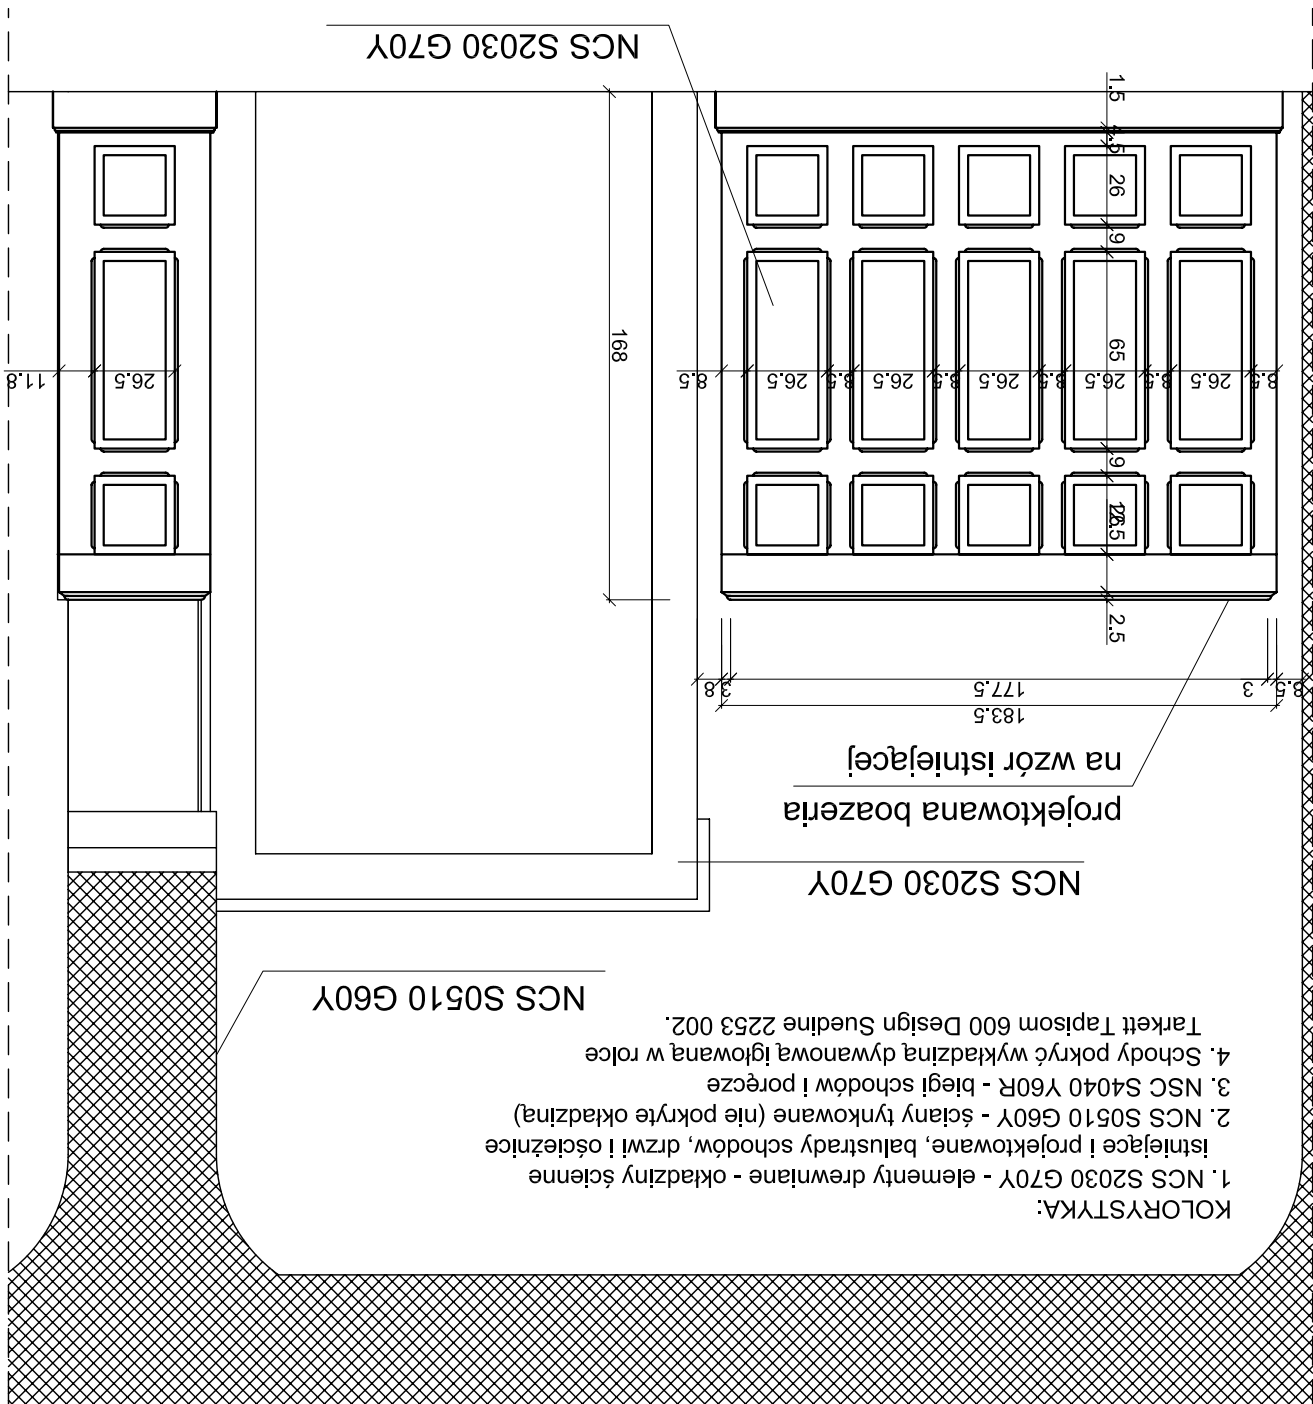 KOLORYSTYKA:
1. NCS S2030 G70Y - elementy drewniane - okładziny ścienne
istniejące i projektowane, balustrady schodów, drzwi i ościeżnice
2. NCS S0510 G60Y - ściany tynkowane (nie pokryte okładziną)
3. NSC S4040 Y60R - biegi schodów i poręcze
4. Schody pokryć wykładziną dywanową igłowaną w rolce
Tarkett Tapisom 600 Design Suedine 2253 002.
NCS S0510 G60Y
NCS S2030 G70Y
projektowana boazeria
na wzór istniejącej
183.5
8.5 3 177.5 3 8
2.5
9
65
9
26
4.5
1.5
8.5 26.5 8.5 26.5 8.5 26.5 8.5 26.5 8.5 26.5 8.5
168
26.5 11.8
NCS S2030 G70Y